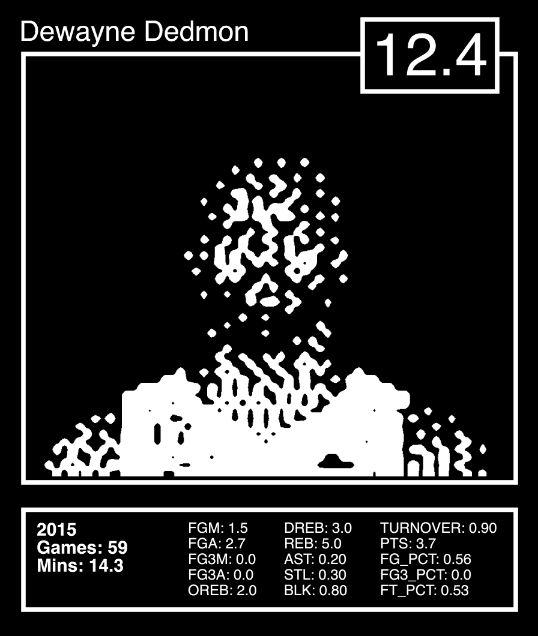 Dewayne Dedmon
12.4
2015
Games: 59
Mins: 14.3
FGM: 1.5
FGA: 2.7
FG3M: 0.0
FG3A: 0.0
OREB: 2.0
DREB: 3.0
REB: 5.0
AST: 0.20
STL: 0.30
BLK: 0.80
TURNOVER: 0.90
PTS: 3.7
FG_PCT: 0.56
FG3_PCT: 0.0
FT_PCT: 0.53